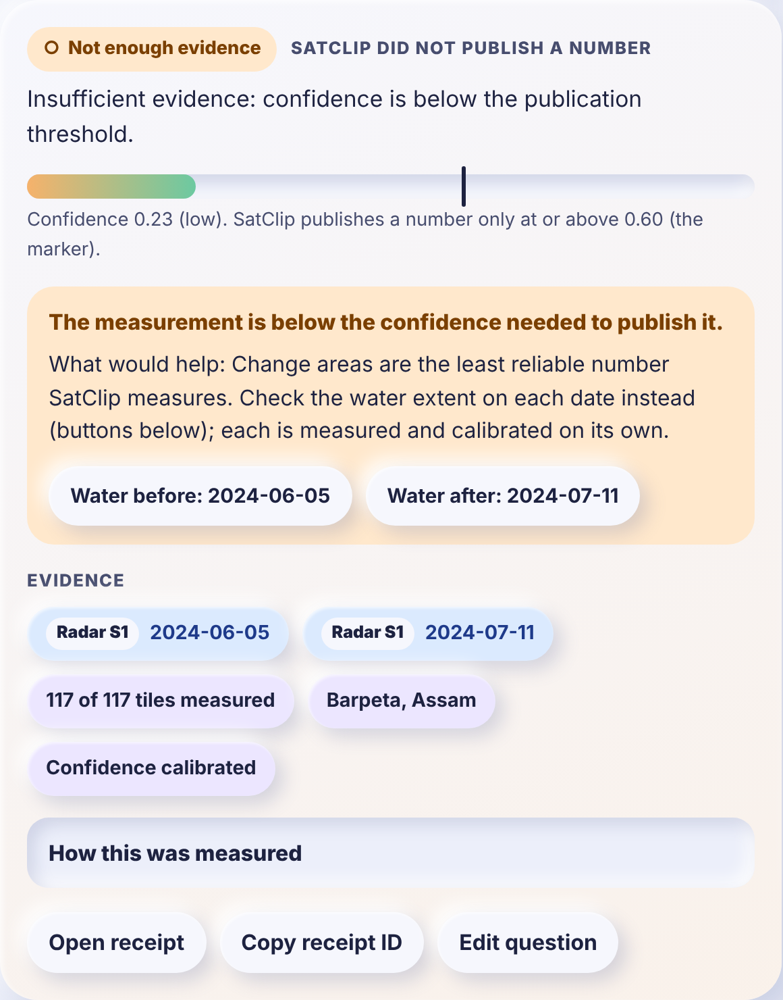 Not enough evidence SATCLIP DID NOT PUBLISH A NUMBER
Insufficient evidence: confidence is below the publication
threshold.
Confidence 0.23 (low). SatClip publishes a number only at or above 0.60 (the
marker).
The measurement is below the confidence needed to publish it.
What would help: Change areas are the least reliable number
SatClip measures. Check the water extent on each date instead
(buttons below); each is measured and calibrated on its own.
Water before: 2024-06-05 Water after: 2024-07-11
EVIDENCE
Radar S1 2024-06-05 Radar S1 2024-07-11
117 of 117 tiles measured Barpeta, Assam
Confidence calibrated
How this was measured
Open receipt Copy receipt ID Edit question